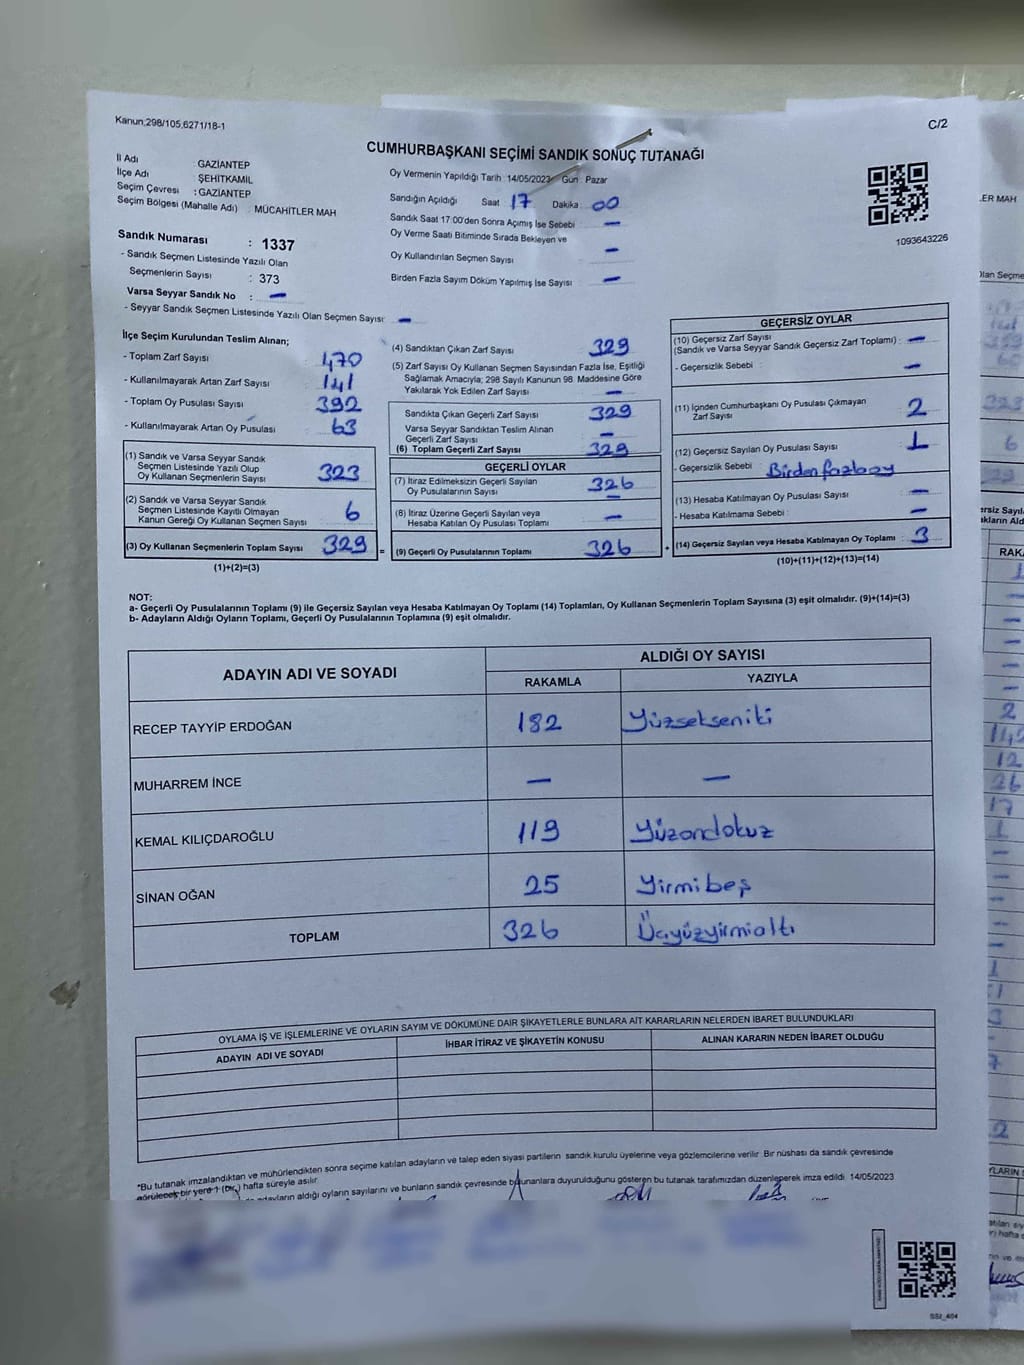 Kanun;298/105,6271/18-1
C/2
CUMHURBAŞKANI SEÇİMİ SANDIK SONUÇ TUTANAĞI
İl Adı : GAZİANTEP
İlçe Adı : ŞEHİTKAMİL
Seçim Çevresi : GAZİANTEP
Seçim Bölgesi (Mahalle Adı) : MÜCAHİTLER MAH
Oy Vermenin Yapıldığı Tarih :14/05/2023 Gün : Pazar
Sandığın Açıldığı Saat 17 Dakika : 00
Sandık Saat 17:00'den Sonra Açımış İse Sebebi : —
Oy Verme Saati Bitiminde Sırada Bekleyen ve
Oy Kullandırılan Seçmen Sayısı : —
Birden Fazla Sayım Döküm Yapılmış İse Sayısı : —
1093643226
Sandık Numarası : 1337
- Sandık Seçmen Listesinde Yazılı Olan
Seçmenlerin Sayısı : 373
Varsa Seyyar Sandık No : —
- Seyyar Sandık Seçmen Listesinde Yazılı Olan Seçmen Sayısı: —
İlçe Seçim Kurulundan Teslim Alınan;
- Toplam Zarf Sayısı 470
- Kullanılmayarak Artan Zarf Sayısı 141
- Toplam Oy Pusulası Sayısı 392
- Kullanılmayarak Artan Oy Pusulası 63
(1) Sandık ve Varsa Seyyar Sandık
Seçmen Listesinde Yazılı Olup
Oy Kullanan Seçmenlerin Sayısı 323
(2) Sandık ve Varsa Seyyar Sandık
Seçmen Listesinde Kayıtlı Olmayan
Kanun Gereği Oy Kullanan Seçmen Sayısı 6
(3) Oy Kullanan Seçmenlerin Toplam Sayısı 329 =
(1)+(2)=(3)
(4) Sandıktan Çıkan Zarf Sayısı 329
(5) Zarf Sayısı Oy Kullanan Seçmen Sayısından Fazla İse, Eşitliği
Sağlamak Amacıyla; 298 Sayılı Kanunun 98. Maddesine Göre
Yakılarak Yok Edilen Zarf Sayısı —
Sandıkta Çıkan Geçerli Zarf Sayısı 329
Varsa Seyyar Sandıktan Teslim Alınan
Geçerli Zarf Sayısı —
(6) Toplam Geçerli Zarf Sayısı 329
GEÇERLİ OYLAR
(7) İtiraz Edilmeksizin Geçerli Sayılan
Oy Pusulalarının Sayısı 326
(8) İtiraz Üzerine Geçerli Sayılan veya
Hesaba Katılan Oy Pusulası Toplamı —
(9) Geçerli Oy Pusulalarının Toplamı 326 +
GEÇERSİZ OYLAR
(10) Geçersiz Zarf Sayısı
(Sandık ve Varsa Seyyar Sandık Geçersiz Zarf Toplamı) : —
- Geçersizlik Sebebi : —
(11) İçinden Cumhurbaşkanı Oy Pusulası Çıkmayan
Zarf Sayısı 2
(12) Geçersiz Sayılan Oy Pusulası Sayısı 1
- Geçersizlik Sebebi : Birden fazla oy
(13) Hesaba Katılmayan Oy Pusulası Sayısı —
- Hesaba Katılmama Sebebi : —
(14) Geçersiz Sayılan veya Hesaba Katılmayan Oy Toplamı : 3
(10)+(11)+(12)+(13)=(14)
NOT:
a- Geçerli Oy Pusulalarının Toplamı (9) ile Geçersiz Sayılan veya Hesaba Katılmayan Oy Toplamı (14) Toplamları, Oy Kullanan Seçmenlerin Toplam Sayısına (3) eşit olmalıdır. (9)+(14)=(3)
b- Adayların Aldığı Oyların Toplamı, Geçerli Oy Pusulalarının Toplamına (9) eşit olmalıdır.
ADAYIN ADI VE SOYADI ALDIĞI OY SAYISI
RAKAMLA YAZIYLA
RECEP TAYYİP ERDOĞAN 182 Yüzsekseniki
MUHARREM İNCE — —
KEMAL KILIÇDAROĞLU 119 Yüzondokuz
SİNAN OĞAN 25 Yirmibeş
TOPLAM 326 Üçyüzyirmialtı
OYLAMA İŞ VE İŞLEMLERİNE VE OYLARIN SAYIM VE DÖKÜMÜNE DAİR ŞİKAYETLERLE BUNLARA AİT KARARLARIN NELERDEN İBARET BULUNDUKLARI
ADAYIN ADI VE SOYADI İHBAR İTİRAZ VE ŞİKAYETİN KONUSU ALINAN KARARIN NEDEN İBARET OLDUĞU
*Bu tutanak imzalandıktan ve mühürlendikten sonra seçime katılan adayların ve talep eden siyasi partilerin sandık kurulu üyelerine veya gözlemcilerine verilir. Bir nüshası da sandık çevresinde
görülecek bir yere 1 (bir) hafta süreyle asılır.
adayların aldığı oyların sayılarını ve bunların sandık çevresinde bulunanlara duyurulduğunu gösteren bu tutanak tarafımızdan düzenlenerek imza edildi. 14/05/2023